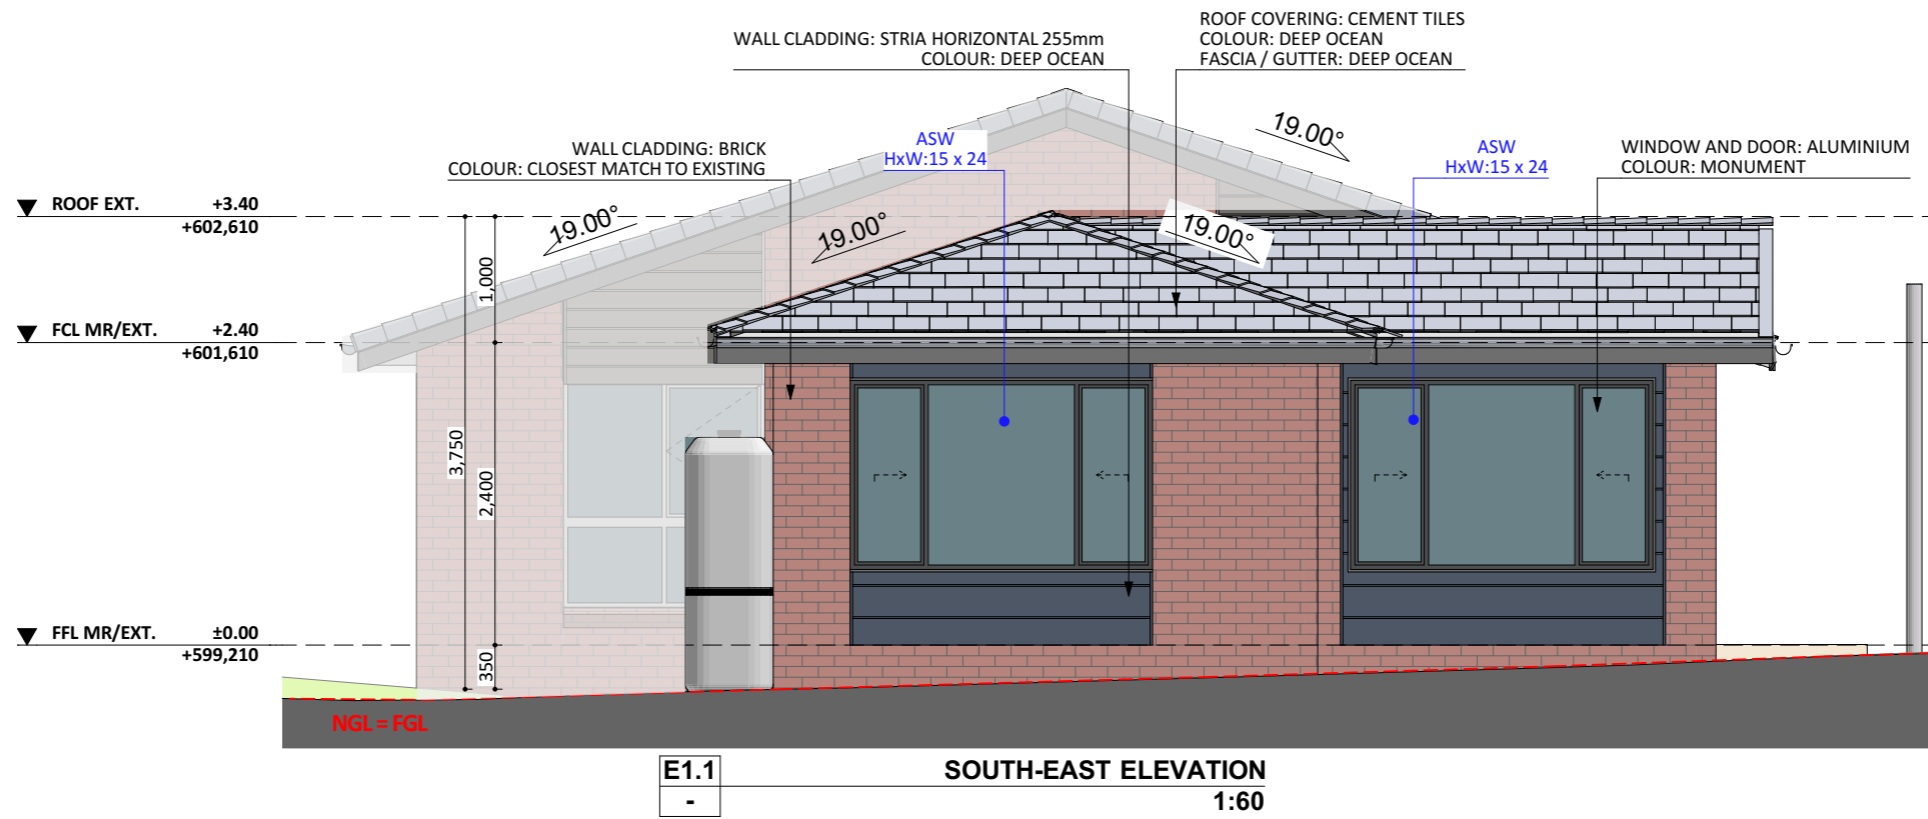 ROOF COVERING: CEMENT TILES
COLOUR: DEEP OCEAN
FASCIA / GUTTER: DEEP OCEAN
WALL CLADDING: STRIA HORIZONTAL 255mm
COLOUR: DEEP OCEAN
WALL CLADDING: BRICK
COLOUR: CLOSEST MATCH TO EXISTING
ASW
HxW:15 x 24
19.00°
ASW
HxW:15 x 24
WINDOW AND DOOR: ALUMINIUM
COLOUR: MONUMENT
ROOF EXT. +3.40
+602,610
19.00°
19.00°
19.00°
1,000
FCL MR/EXT. +2.40
+601,610
3,750
2,400
FFL MR/EXT. ±0.00
+599,210
350
NGL = FGL
E1.1 SOUTH-EAST ELEVATION
- 1:60